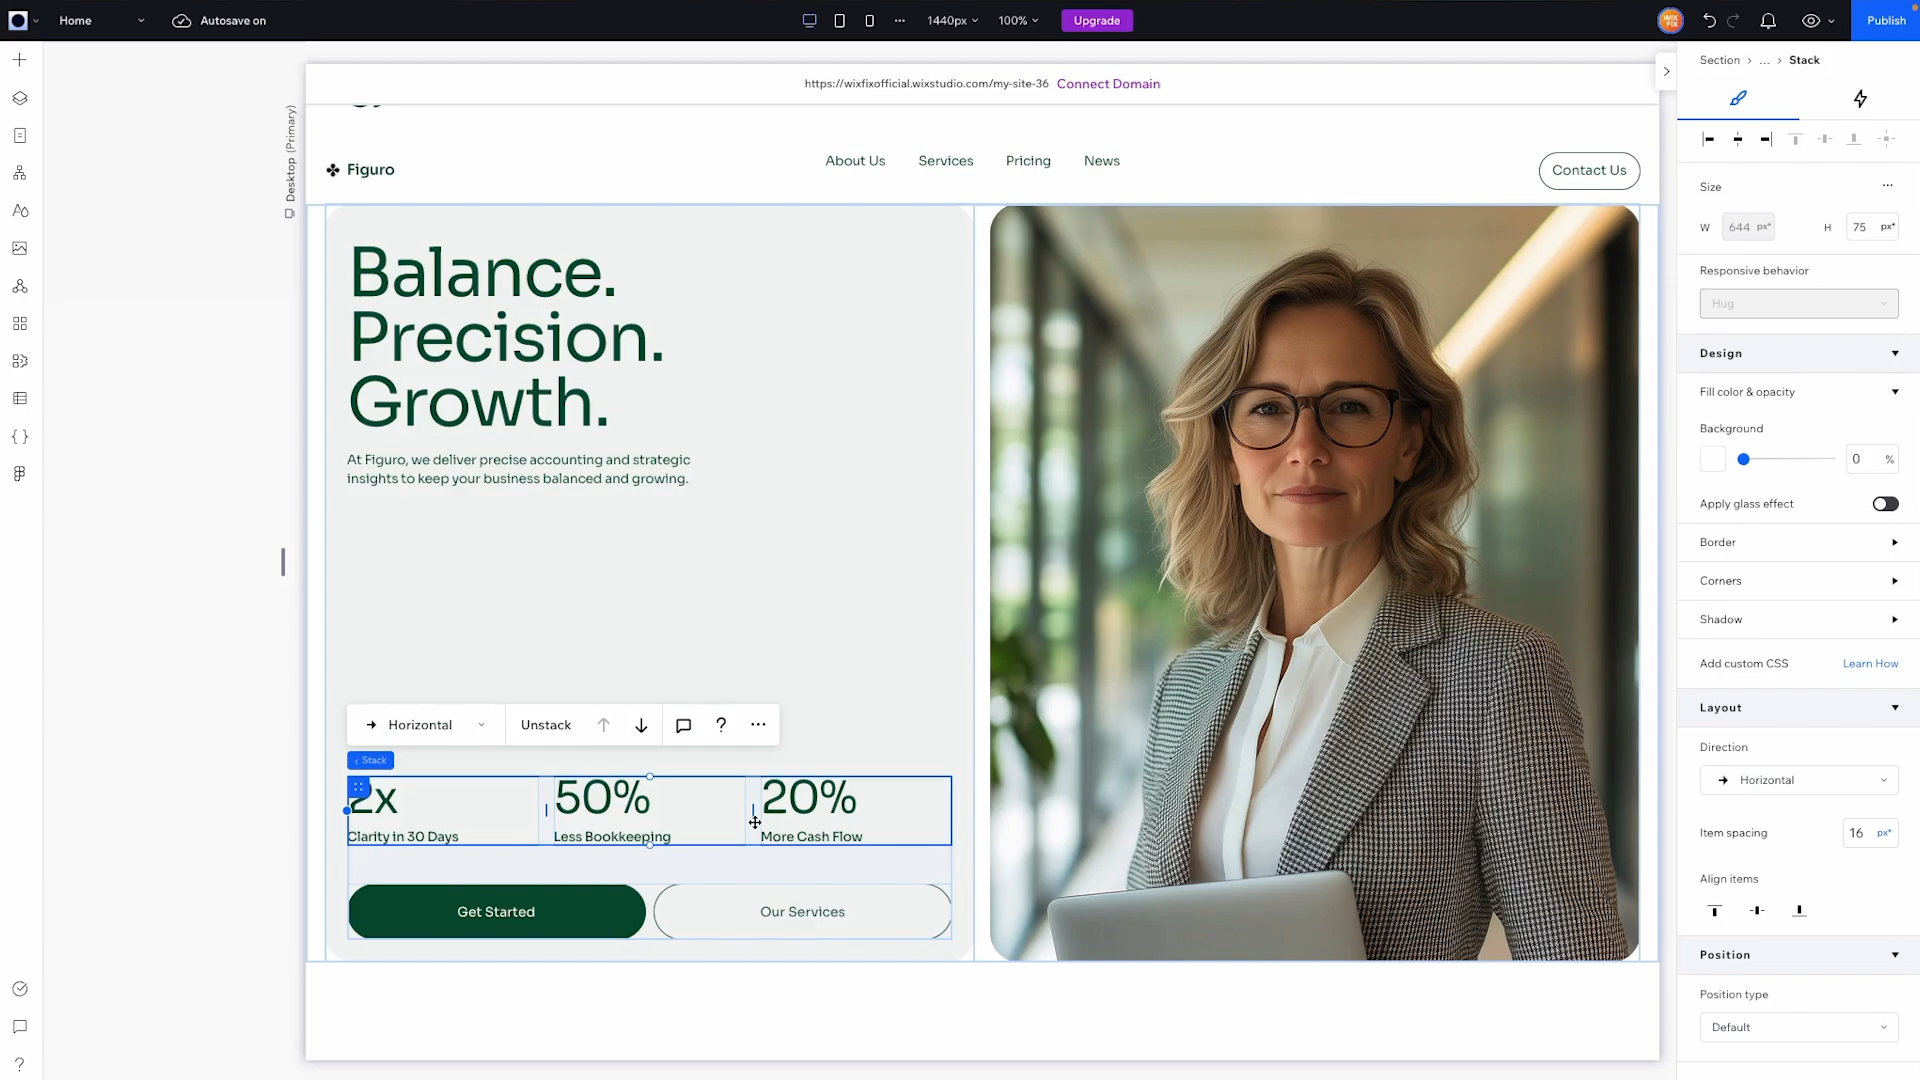 Home
Autosave on
1440px
100%
Upgrade
WIX FIX
Publish
https://wixfixofficial.wixstudio.com/my-site-36 Connect Domain
Desktop (Primary)
Figuro
About Us
Services
Pricing
News
Contact Us
Balance.
Precision.
Growth.
At Figuro, we deliver precise accounting and strategic
insights to keep your business balanced and growing.
Horizontal
Unstack
?
Stack
2x
50%
20%
Clarity in 30 Days
Less Bookkeeping
More Cash Flow
Get Started
Our Services
Section > ... > Stack
Size
W 644 px*
H 75 px*
Responsive behavior
Hug
Design
Fill color & opacity
Background
0 %
Apply glass effect
Border
Corners
Shadow
Add custom CSS
Learn How
Layout
Direction
Horizontal
Item spacing
16 px*
Align items
Position
Position type
Default